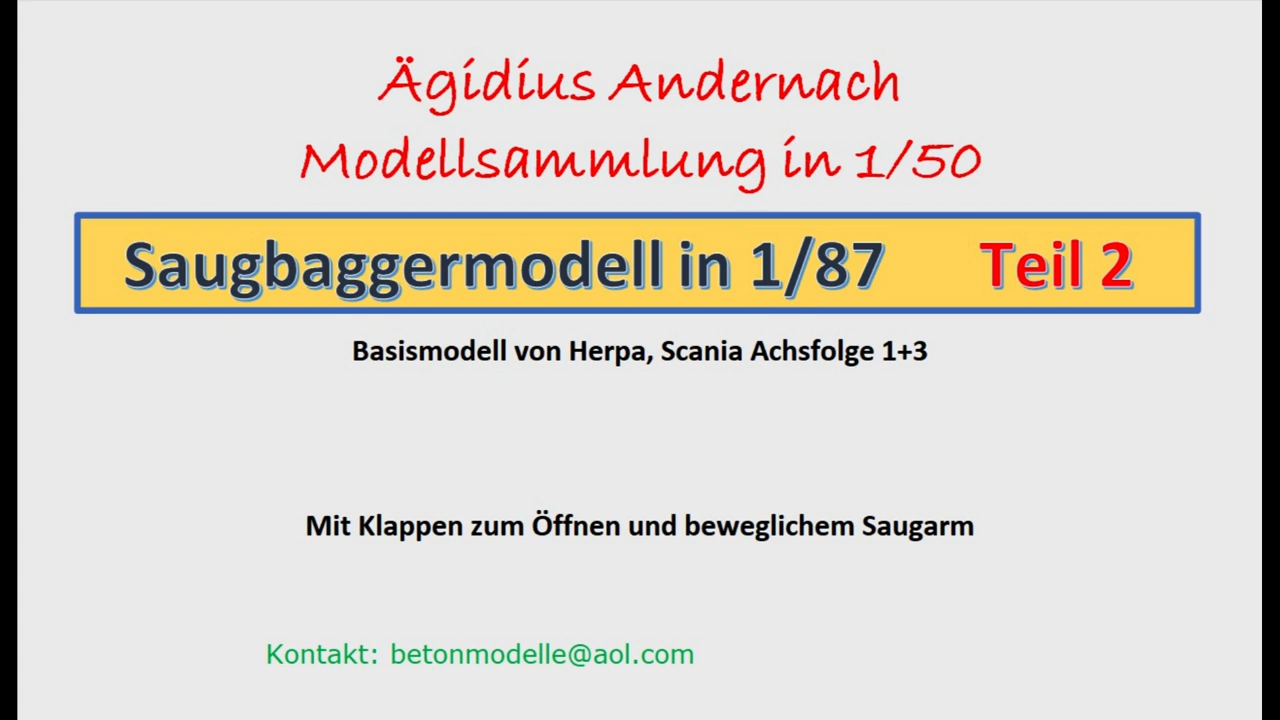 Ägidius Andernach
Modellsammlung in 1/50
Saugbaggermodell in 1/87 Teil 2
Basismodell von Herpa, Scania Achsfolge 1+3
Mit Klappen zum Öffnen und beweglichem Saugarm
Kontakt: betonmodelle@aol.com